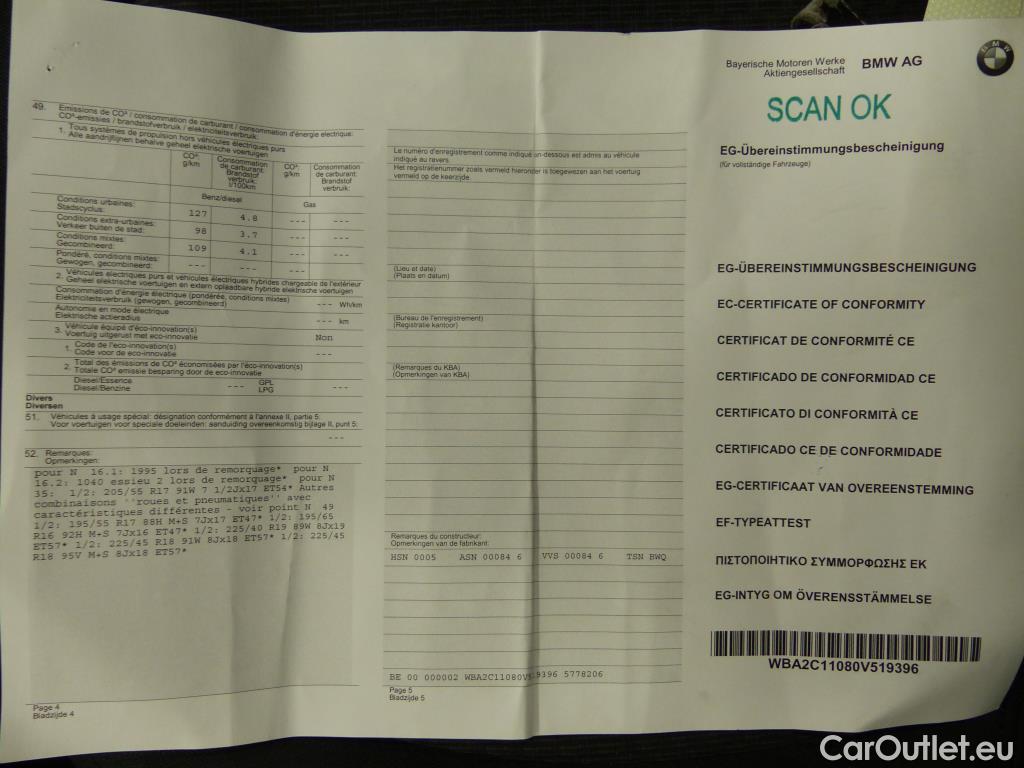 49. Emissions de CO² / consommation de carburant / consommation d'énergie electrique:
CO²-emissies / brandstofverbruik / elektriciteitsverbruik:
1. Tous systèmes de propulsion hors véhicules électriques purs
Alle aandrijflijnen behalve geheel elektrische voertuigen
CO²: g/km
Consommation de carburant: Brandstof verbruik: l/100km
CO²: g/km
Consommation de carburant: Brandstof verbruik:
Benz/diesel
Gas
Conditions urbaines:
Stadscyclus: 127 4.8 --- ---
Conditions extra-urbaines:
Verkeer buiten de stad: 98 3.7 --- ---
Conditions mixtes:
Gecombineerd: 109 4.1 --- ---
Pondéré, conditions mixtes:
Gewogen, gecombineerd: --- --- --- ---
2. Véhicules électriques purs et véhicules électriques hybrides chargeable de l'extérieur
Geheel elektrische voertuigen en extern oplaadbare hybride elektrische voertuigen
Consommation d'énergie électrique (pondérée, conditions mixtes)
Elektriciteitsverbruik (gewogen, gecombineerd) --- Wh/km
Autonomie en mode électrique
Elektrische actieradius --- km
3. Véhicule équipé d'éco-innovation(s)
Voertuig uitgerust met eco-innovatie Non
1. Code de l'eco-innovation(s)
Code voor de eco-innovatie ---
2. Total des émissions de CO² économisées par l'éco-innovation(s)
Totale CO² emissie besparing door de eco-innovatie
Diesel/Essence
Diesel/Benzine --- GPL
LPG ---
Divers
Diversen
51. Véhicules à usage spécial: désignation conformément à l'annexe II, partie 5:
Voor voertuigen voor speciale doeleinden: aanduiding overeenkomstig bijlage II, punt 5:
---
52. Remarques:
Opmerkingen:
pour N 16.1: 1995 lors de remorquage* pour N
16.2: 1040 essieu 2 lors de remorquage* pour N
35: 1/2: 205/55 R17 91W 7 1/2Jx17 ET54* Autres
combinaisons ''roues et pneumatiques'' avec
caractéristiques différentes - voir point N 49
1/2: 195/55 R17 88H M+S 7Jx17 ET47* 1/2: 195/65
R16 92H M+S 7Jx16 ET47* 1/2: 225/40 R19 89W 8Jx19
ET57* 1/2: 225/45 R18 91W 8Jx18 ET57* 1/2: 225/45
R18 95V M+S 8Jx18 ET57*
Page 4
Bladzijde 4
Le numéro d'enregistrement comme indiqué un-dessous est admis au véhicule
indiqué au revers.
Het registratienummer zoals vermeld hieronder is toegewezen aan het voertuig
vermeld op de keerzijde.
(Lieu et date)
(Plaats en datum)
(Bureau de l'enregistrement)
(Registratie kantoor)
(Remarques du KBA)
(Opmerkingen van KBA)
Remarques du constructeur:
Opmerkingen van de fabrikant:
HSN 0005 ASN 00084 6 VVS 00084 6 TSN BWQ
BE 00 000002 WBA2C11080V519396 5778206
Page 5
Bladzijde 5
Bayerische Motoren Werke
Aktiengesellschaft BMW AG
BMW
SCAN OK
EG-Übereinstimmungsbescheinigung
(für vollständige Fahrzeuge)
EG-ÜBEREINSTIMMUNGSBESCHEINIGUNG
EC-CERTIFICATE OF CONFORMITY
CERTIFICAT DE CONFORMITÉ CE
CERTIFICADO DE CONFORMIDAD CE
CERTIFICATO DI CONFORMITÀ CE
CERTIFICADO CE DE CONFORMIDADE
EG-CERTIFICAAT VAN OVEREENSTEMMING
EF-TYPEATTEST
ΠΙΣΤΟΠΟΙΗΤΙΚΟ ΣΥΜΜΟΡΦΩΣΗΣ ΕΚ
EG-INTYG OM ÖVERENSSTÄMMELSE
WBA2C11080V519396
CarOutlet.eu